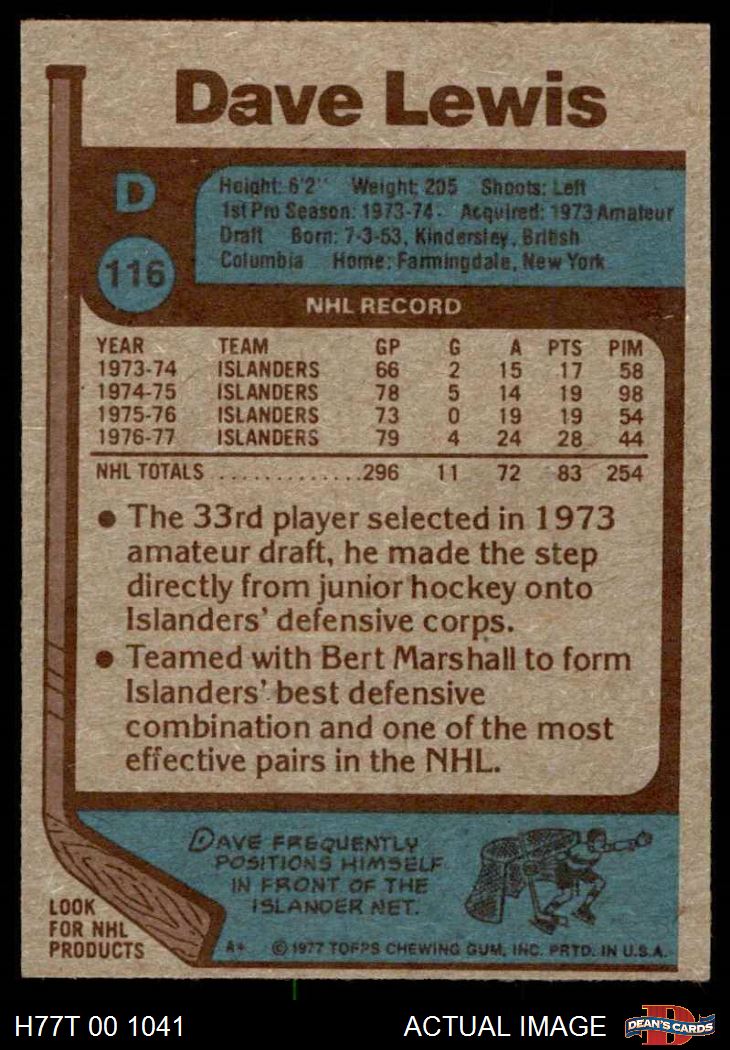 Dave Lewis
D
116
Height: 6'2" Weight: 205 Shoots: Left
1st Pro Season: 1973-74. Acquired: 1973 Amateur
Draft Born: 7-3-53, Kindersley, British
Columbia Home: Farmingdale, New York
NHL RECORD
YEAR TEAM GP G A PTS PIM
1973-74 ISLANDERS 66 2 15 17 58
1974-75 ISLANDERS 78 5 14 19 98
1975-76 ISLANDERS 73 0 19 19 54
1976-77 ISLANDERS 79 4 24 28 44
NHL TOTALS .............296 11 72 83 254
● The 33rd player selected in 1973
amateur draft, he made the step
directly from junior hockey onto
Islanders' defensive corps.
● Teamed with Bert Marshall to form
Islanders' best defensive
combination and one of the most
effective pairs in the NHL.
DAVE FREQUENTLY
POSITIONS HIMSELF
IN FRONT OF THE
ISLANDER NET.
LOOK
FOR NHL
PRODUCTS
A* © 1977 TOPPS CHEWING GUM, INC. PRTD. IN U.S.A.
H77T 00 1041 ACTUAL IMAGE DEAN'S CARDS